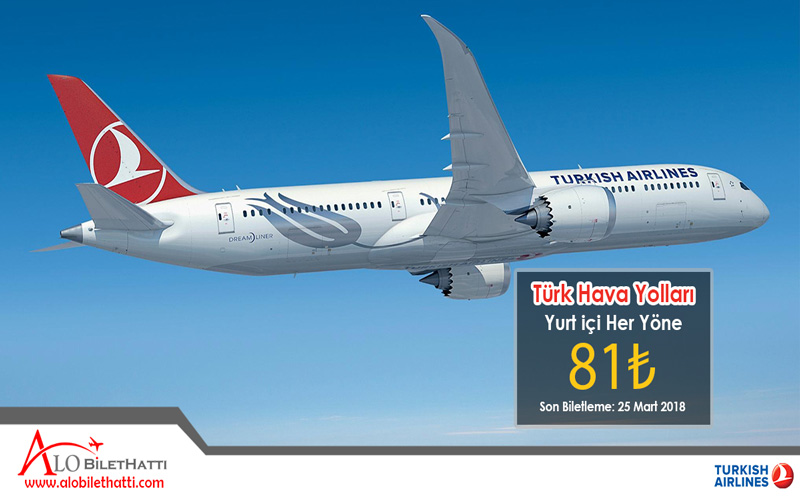 TURKISH AIRLINES
DREAMLINER
Türk Hava Yolları
Yurt içi Her Yöne
81₺
Son Biletleme: 25 Mart 2018
ALO BİLETHATTI
www.alobilethatti.com
TURKISH
AIRLINES